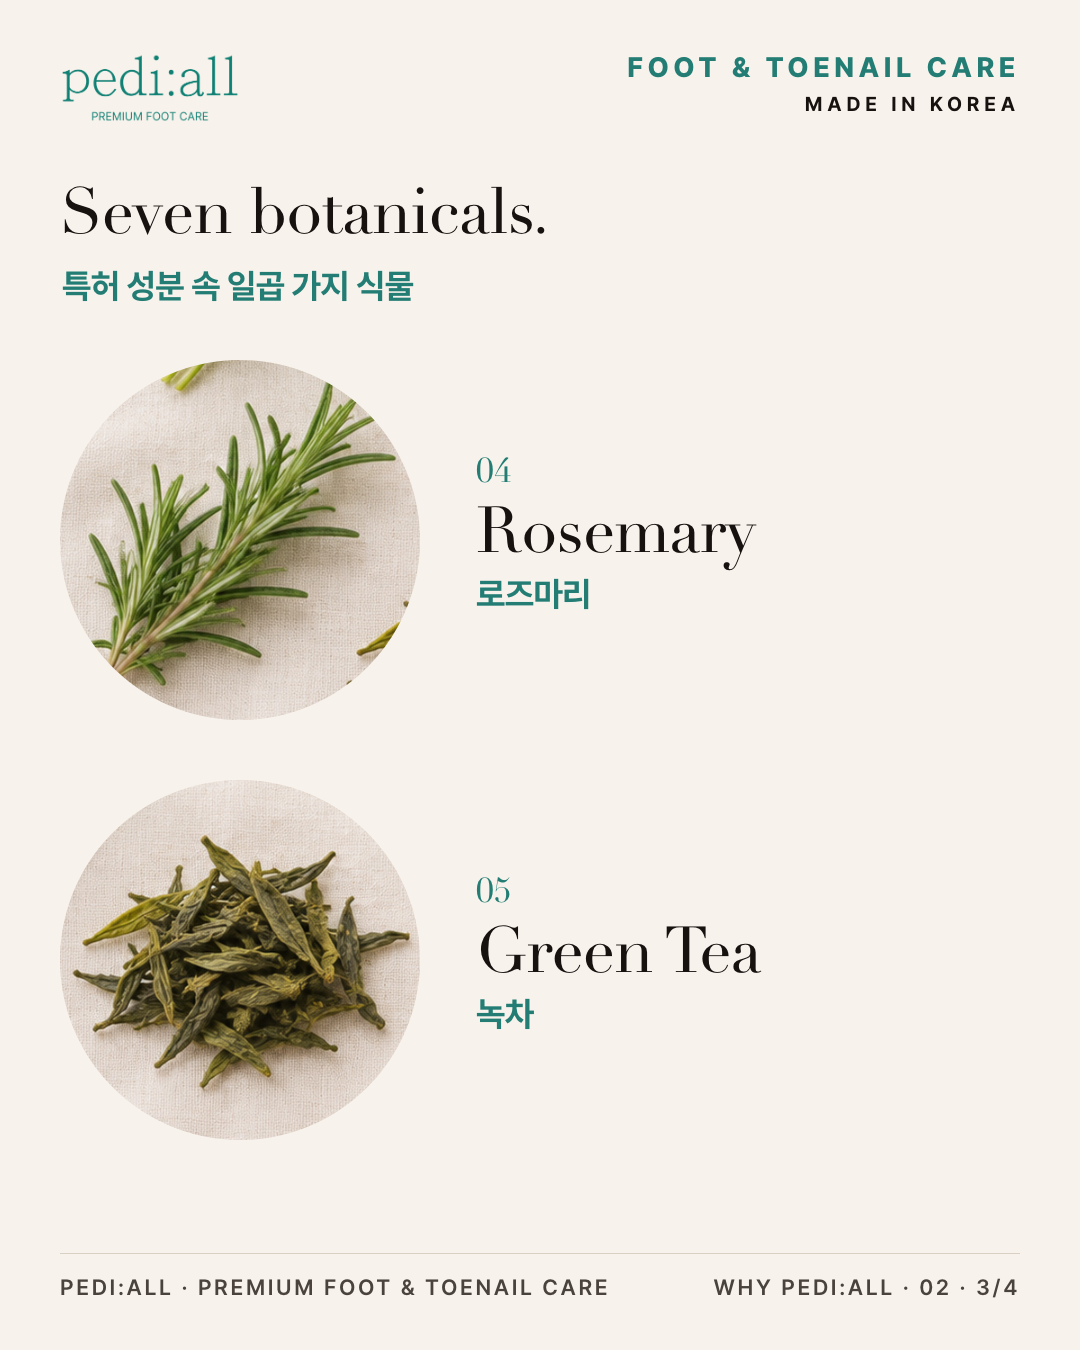 pedi:all
PREMIUM FOOT CARE
FOOT & TOENAIL CARE
MADE IN KOREA
Seven botanicals.
특허 성분 속 일곱 가지 식물
04
Rosemary
로즈마리
05
Green Tea
녹차
PEDI:ALL · PREMIUM FOOT & TOENAIL CARE
WHY PEDI:ALL · 02 · 3/4